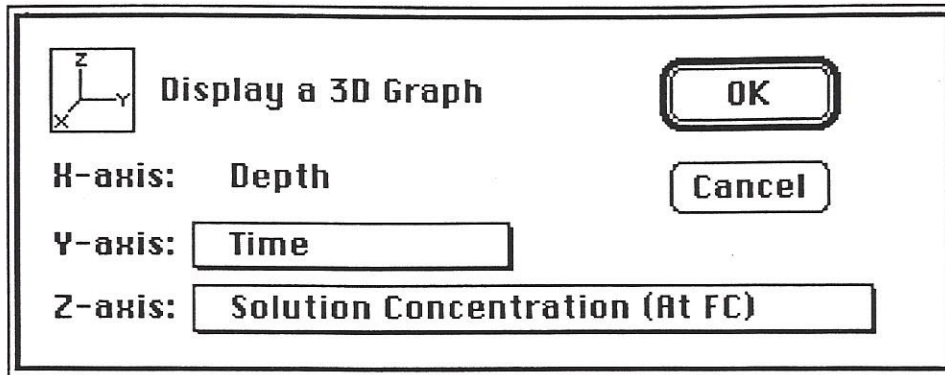 Z
Y
X
Display a 3D Graph
OK
X-axis: Depth
Cancel
Y-axis: Time
Z-axis: Solution Concentration (At FC)